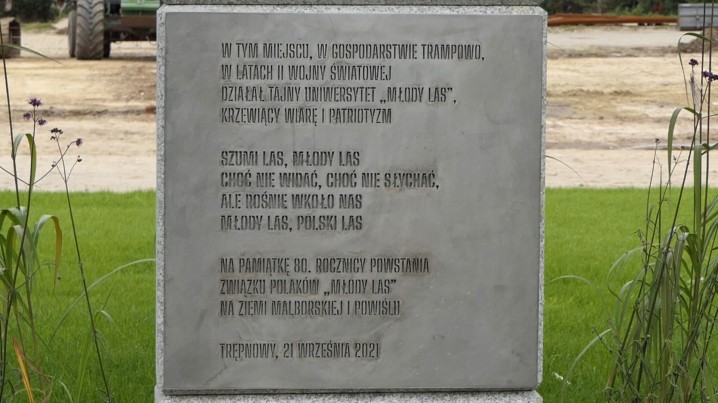 W TYM MIEJSCU, W GOSPODARSTWIE TRAMPOWO,
W LATACH II WOJNY ŚWIATOWEJ
DZIAŁAŁ TAJNY UNIWERSYTET „MŁODY LAS”,
KRZEWIĄCY WIARĘ I PATRIOTYZM
SZUMI LAS, MŁODY LAS
CHOĆ NIE WIDAĆ, CHOĆ NIE SŁYCHAĆ,
ALE ROŚNIE WKOŁO NAS
MŁODY LAS, POLSKI LAS
NA PAMIĄTKĘ 80. ROCZNICY POWSTANIA
ZWIĄZKU POLAKÓW „MŁODY LAS”
NA ZIEMI MALBORSKIEJ I POWIŚLU
TRĘPNOWY, 21 WRZEŚNIA 2021